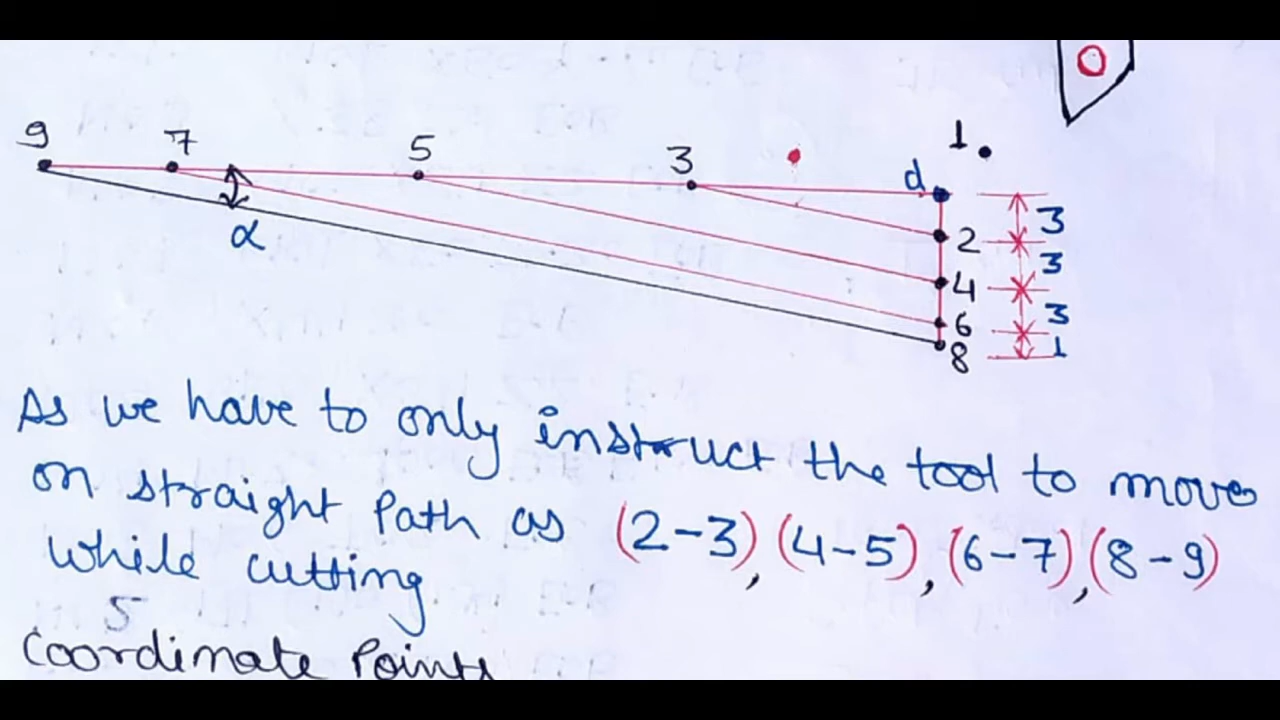 9 7 5 3 d 1 .
α
2 3
4 3
6 3
8 1
As we have to only instruct the tool to move
on straight Path as (2-3), (4-5), (6-7), (8-9)
while cutting
5
Coordinate Points